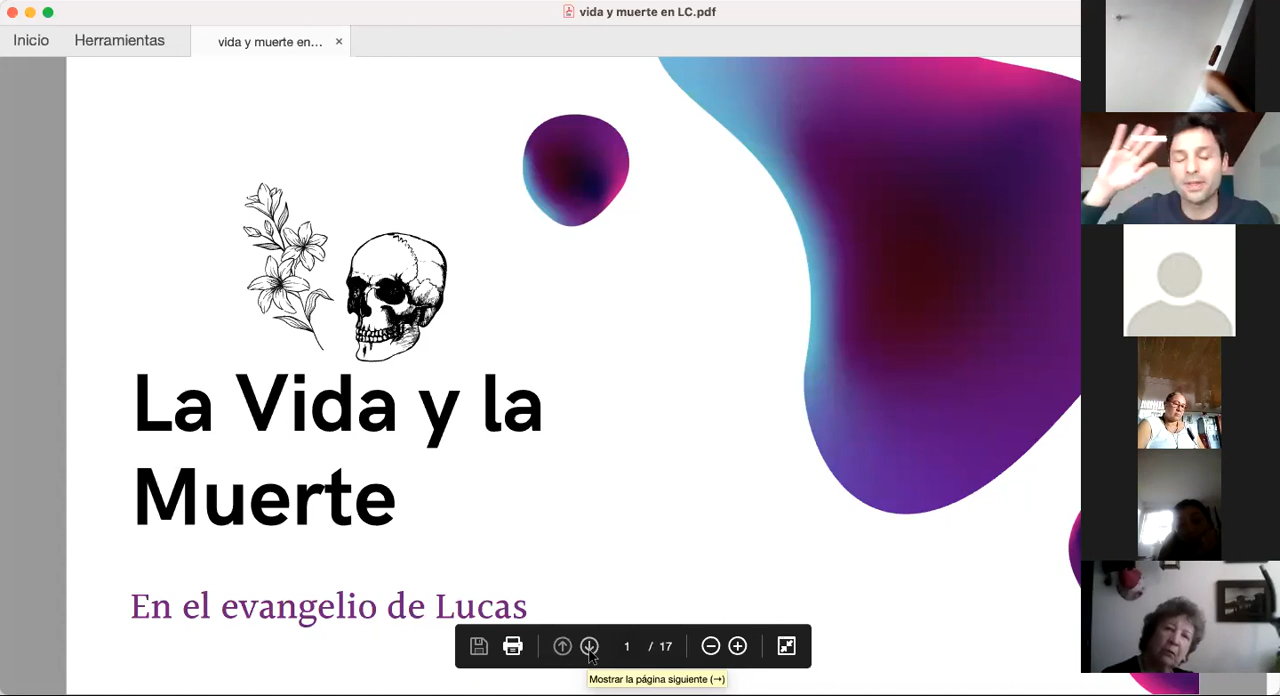 vida y muerte en LC.pdf
Inicio
Herramientas
vida y muerte en...
×
La Vida y la
Muerte
En el evangelio de Lucas
1 / 17
Mostrar la página siguiente (→)